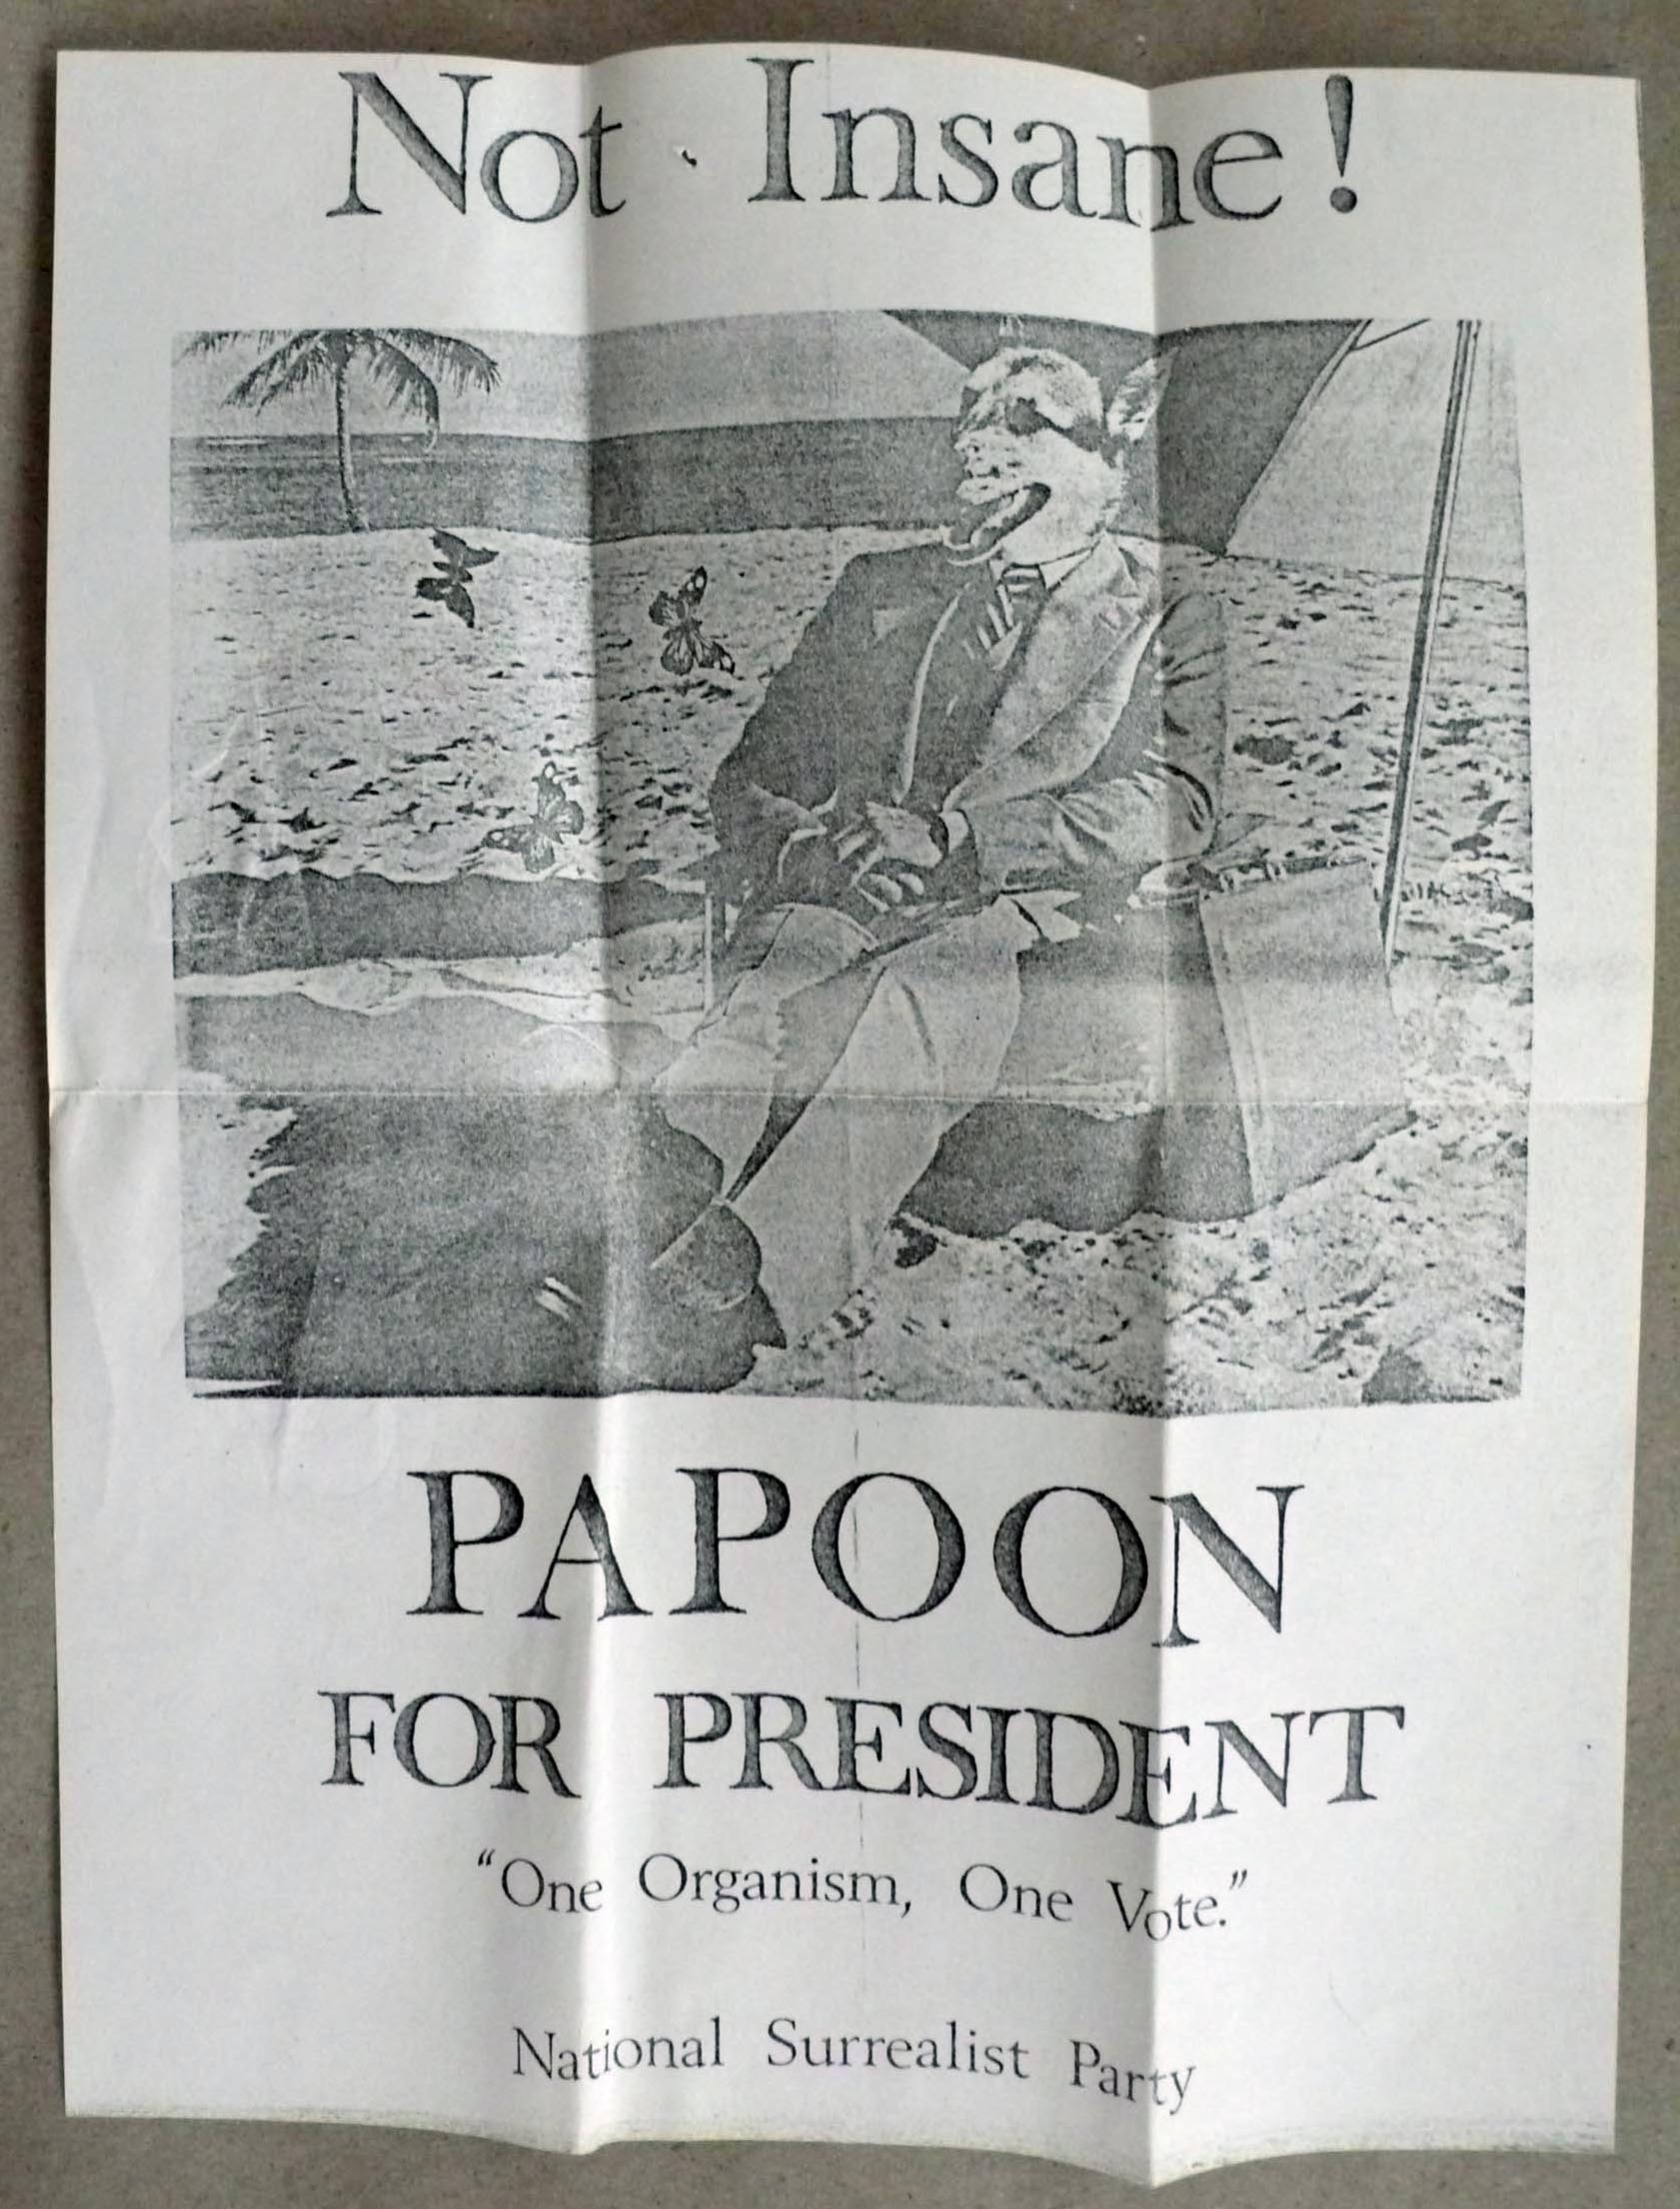 Not Insane!
PAPOON
FOR PRESIDENT
“One Organism, One Vote.”
National Surrealist Party